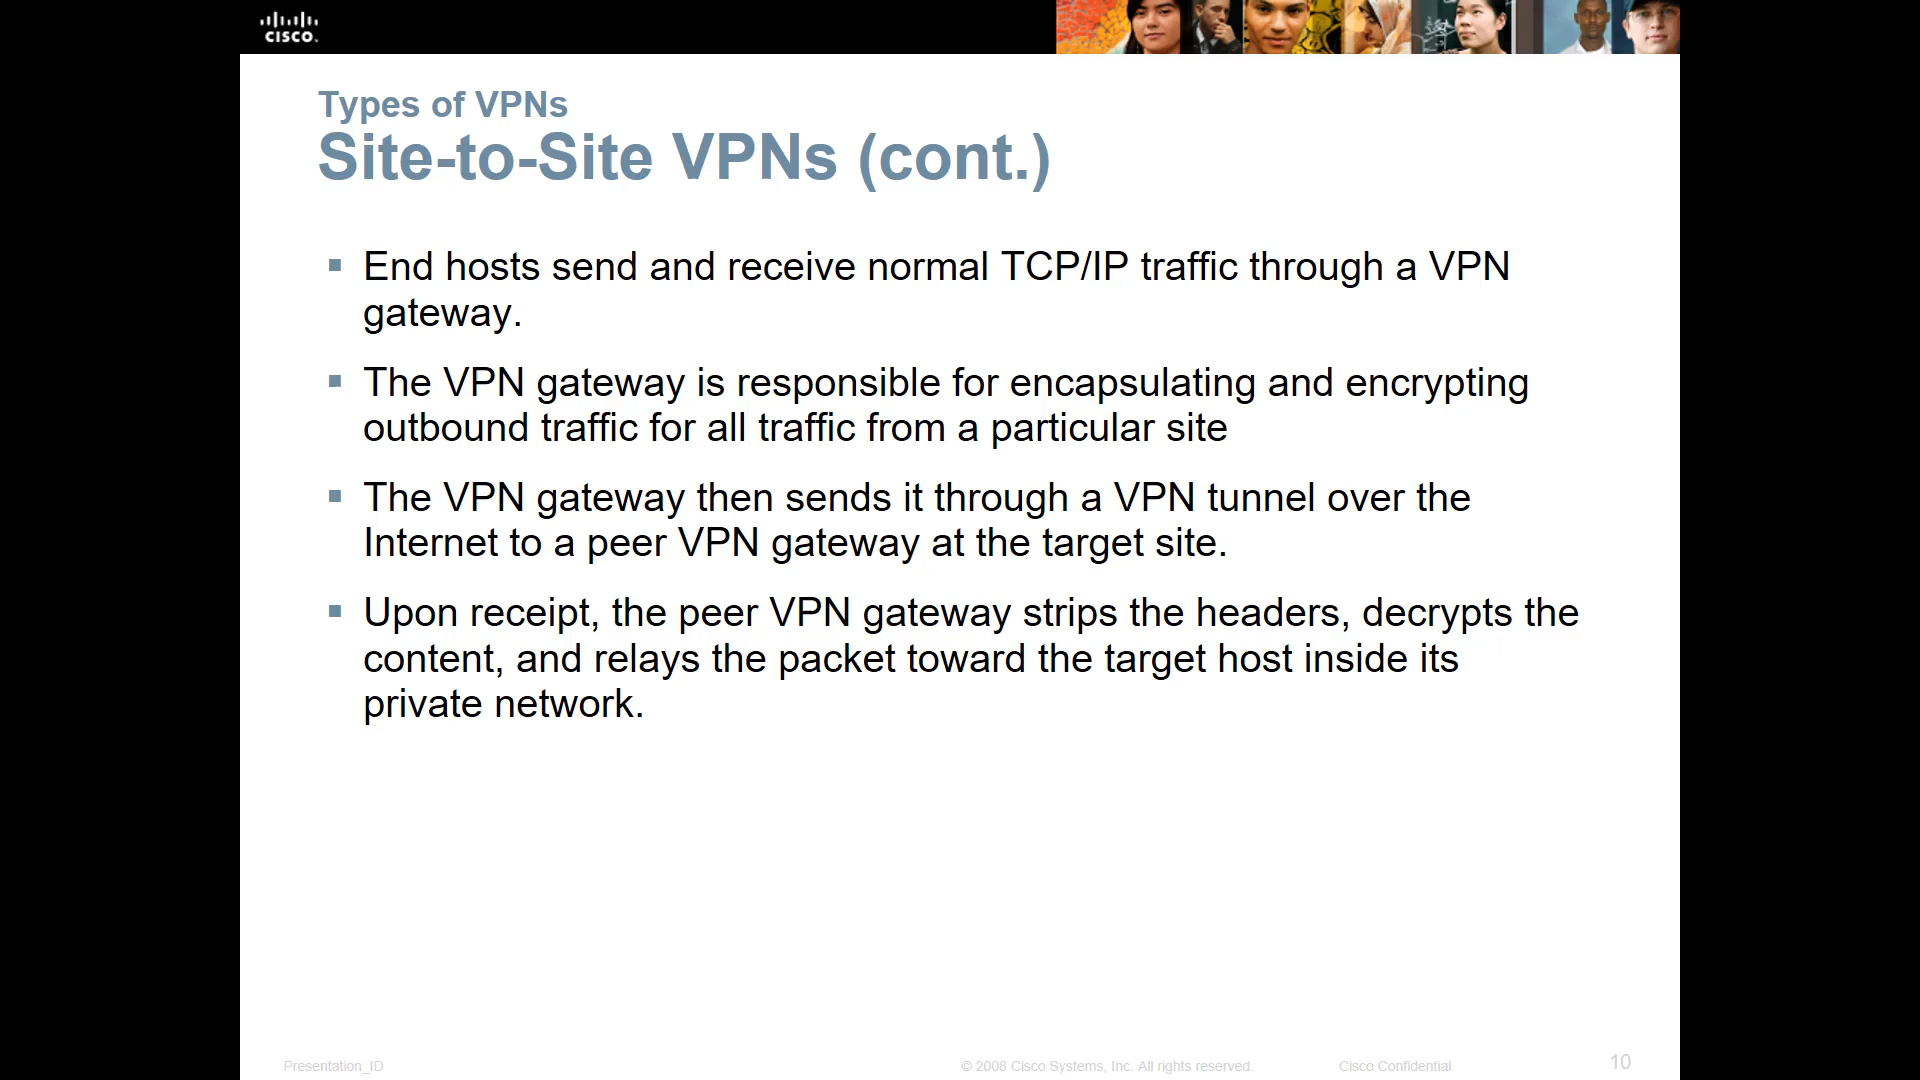 CISCO.
Types of VPNs
Site-to-Site VPNs (cont.)
▪ End hosts send and receive normal TCP/IP traffic through a VPN
gateway.
▪ The VPN gateway is responsible for encapsulating and encrypting
outbound traffic for all traffic from a particular site
▪ The VPN gateway then sends it through a VPN tunnel over the
Internet to a peer VPN gateway at the target site.
▪ Upon receipt, the peer VPN gateway strips the headers, decrypts the
content, and relays the packet toward the target host inside its
private network.
Presentation_ID
© 2008 Cisco Systems, Inc. All rights reserved.
Cisco Confidential
10